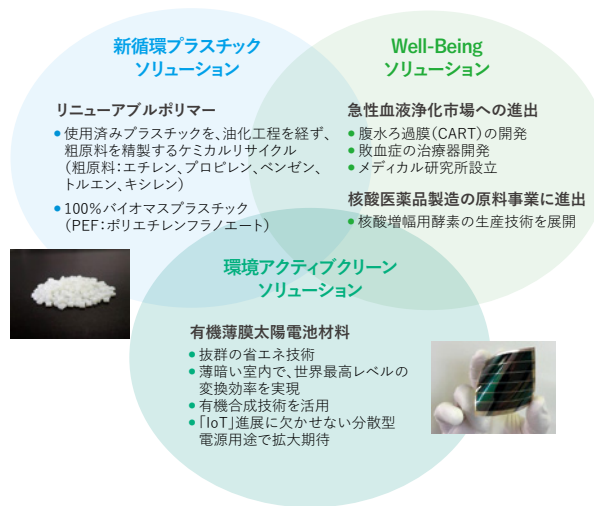 新循環プラスチック
ソリューション
リニューアブルポリマー
●使用済みプラスチックを、油化工程を経ず、
粗原料を精製するケミカルリサイクル
（粗原料：エチレン、プロピレン、ベンゼン、
トルエン、キシレン）
●100%バイオマスプラスチック
（PEF：ポリエチレンフラノエート）
Well-Being
ソリューション
急性血液浄化市場への進出
●腹水ろ過膜（CART）の開発
●敗血症の治療器開発
●メディカル研究所設立
核酸医薬品製造の原料事業に進出
●核酸増幅用酵素の生産技術を展開
環境アクティブクリーン
ソリューション
有機薄膜太陽電池材料
●抜群の省エネ技術
●薄暗い室内で、世界最高レベルの
変換効率を実現
●有機合成技術を活用
●「IoT」進展に欠かせない分散型
電源用途で拡大期待